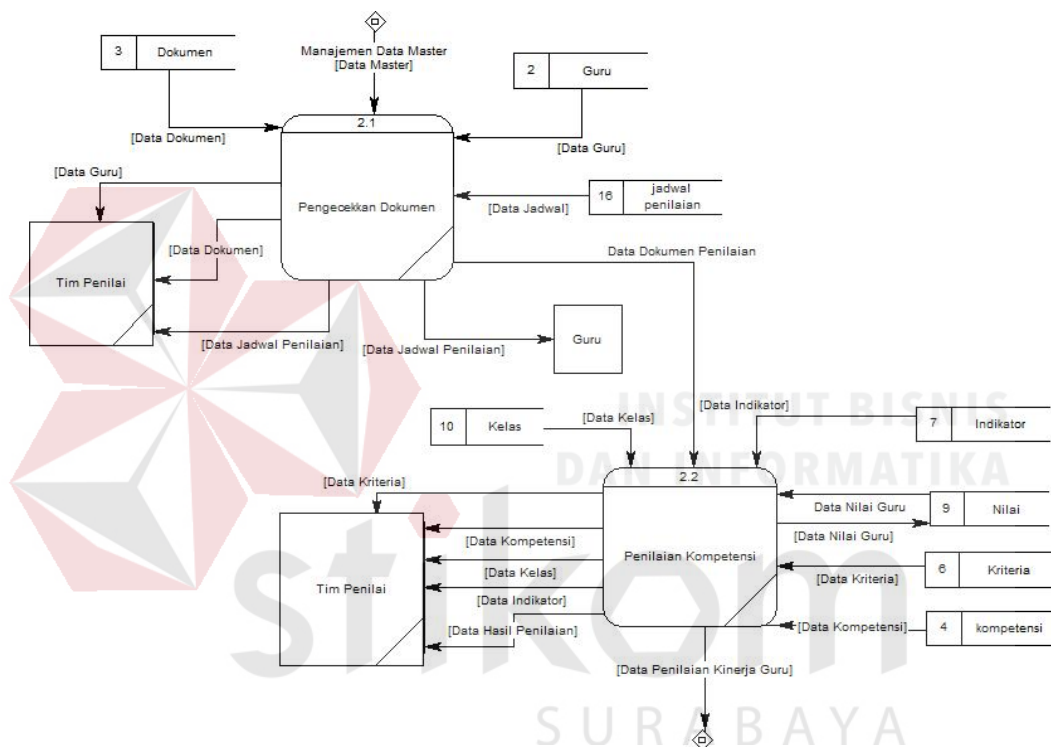 3 Dokumen
Manajemen Data Master
[Data Master]
2 Guru
[Data Dokumen]
2.1
[Data Guru]
[Data Guru]
Pengecekkan Dokumen
[Data Jadwal]
16 jadwal
penilaian
[Data Dokumen]
Data Dokumen Penilaian
Tim Penilai
[Data Jadwal Penilaian]
[Data Jadwal Penilaian]
Guru
INSTITUT BISNIS
DAN INFORMATIKA
10 Kelas
[Data Kelas]
[Data Indikator]
7 Indikator
2.2
[Data Kriteria]
Data Nilai Guru
9 Nilai
[Data Kompetensi]
Penilaian Kompetensi
[Data Nilai Guru]
[Data Kelas]
Tim Penilai
[Data Kriteria]
6 Kriteria
[Data Indikator]
[Data Hasil Penilaian]
[Data Kompetensi]
4 kompetensi
[Data Penilaian Kinerja Guru]
stikom
SURABAYA